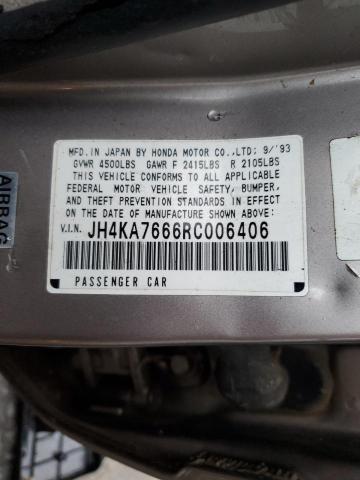 MFD. IN JAPAN BY HONDA MOTOR CO., LTD; 9/'93
GVWR 4500LBS GAWR F 2415LBS R 2105LBS
THIS VEHICLE CONFORMS TO ALL APPLICABLE
FEDERAL MOTOR VEHICLE SAFETY, BUMPER,
AND THEFT PREVENTION STANDARDS IN EFFECT
ON THE DATE OF MANUFACTURE SHOWN ABOVE:
V.I.N. JH4KA7666RC006406
PASSENGER CAR
AIRBAG